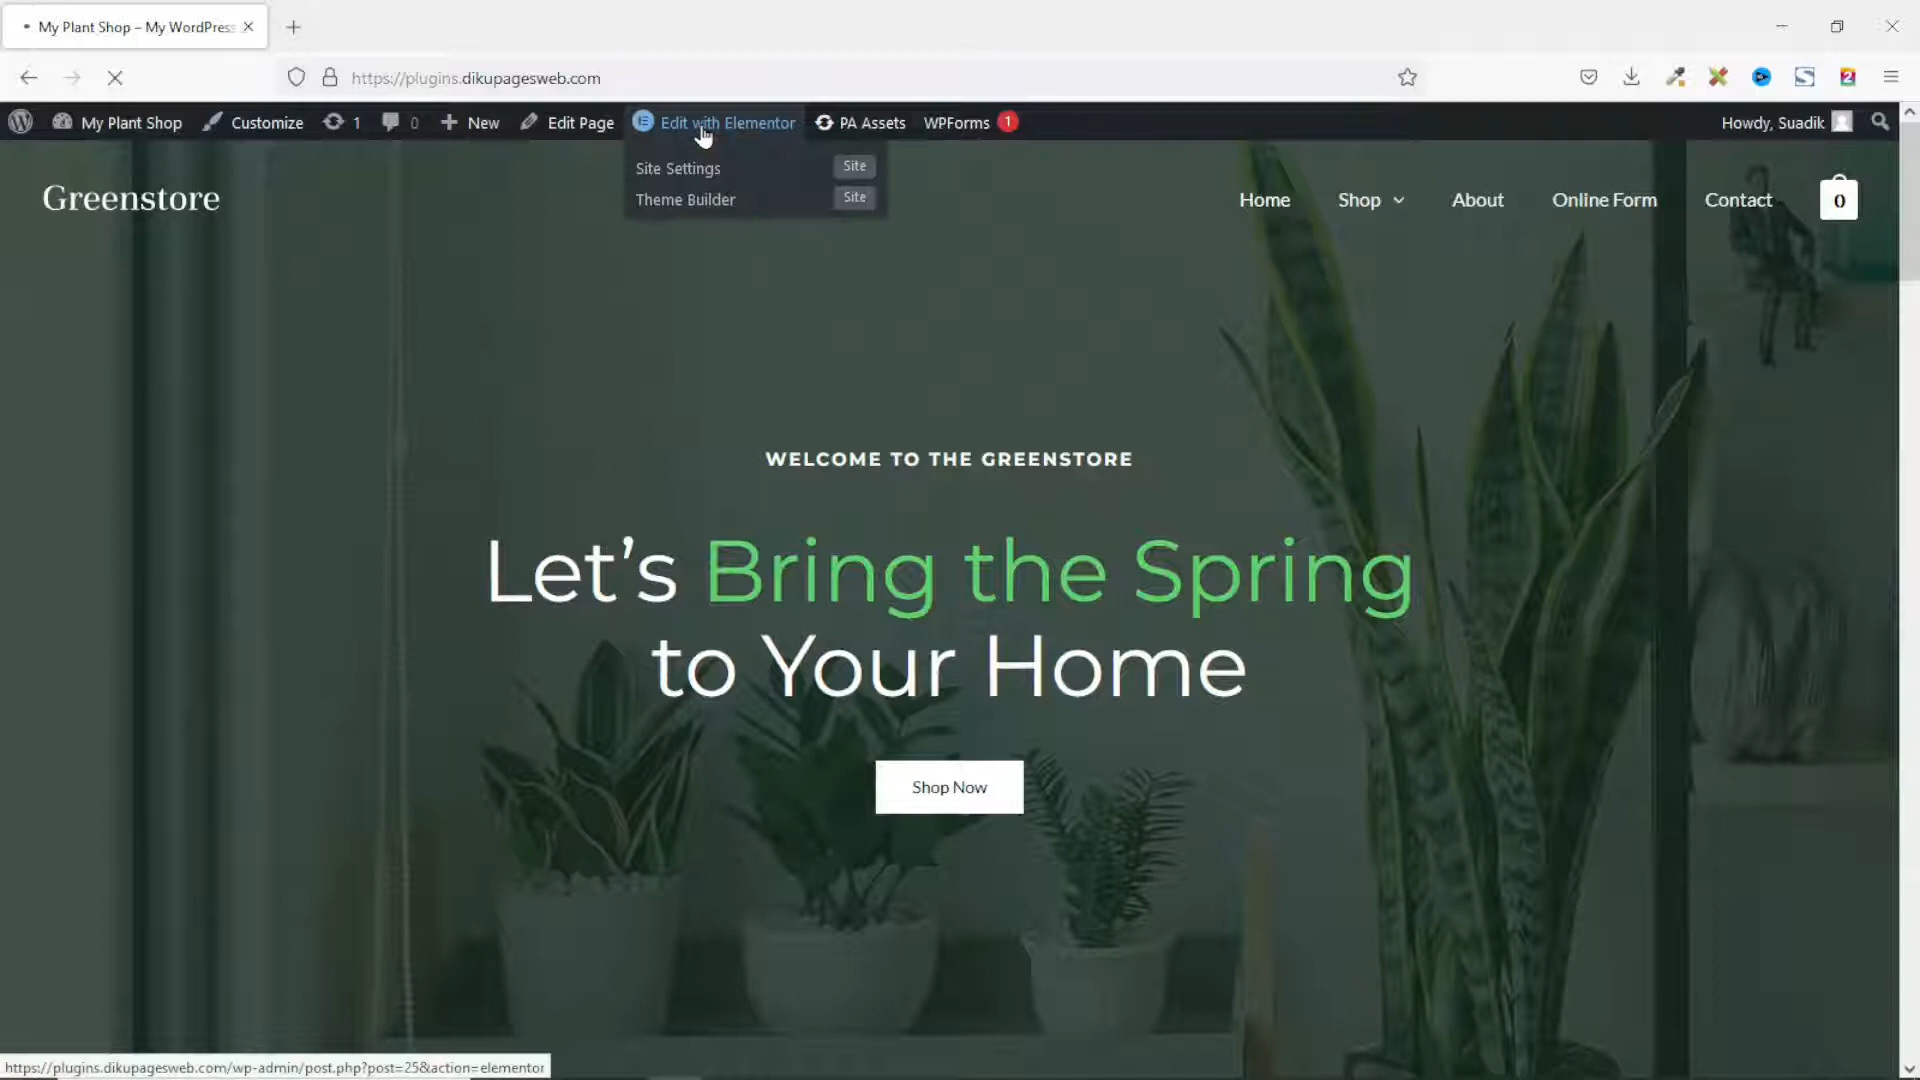 My Plant Shop – My WordPress
https://plugins.dikupagesweb.com
My Plant Shop
Customize
1
0
New
Edit Page
Edit with Elementor
PA Assets
WPForms 1
Howdy, Suadik
Site Settings Site
Theme Builder Site
Greenstore
Home
Shop
About
Online Form
Contact
0
WELCOME TO THE GREENSTORE
Let's Bring the Spring
to Your Home
Shop Now
https://plugins.dikupagesweb.com/wp-admin/post.php?post=25&action=elementor